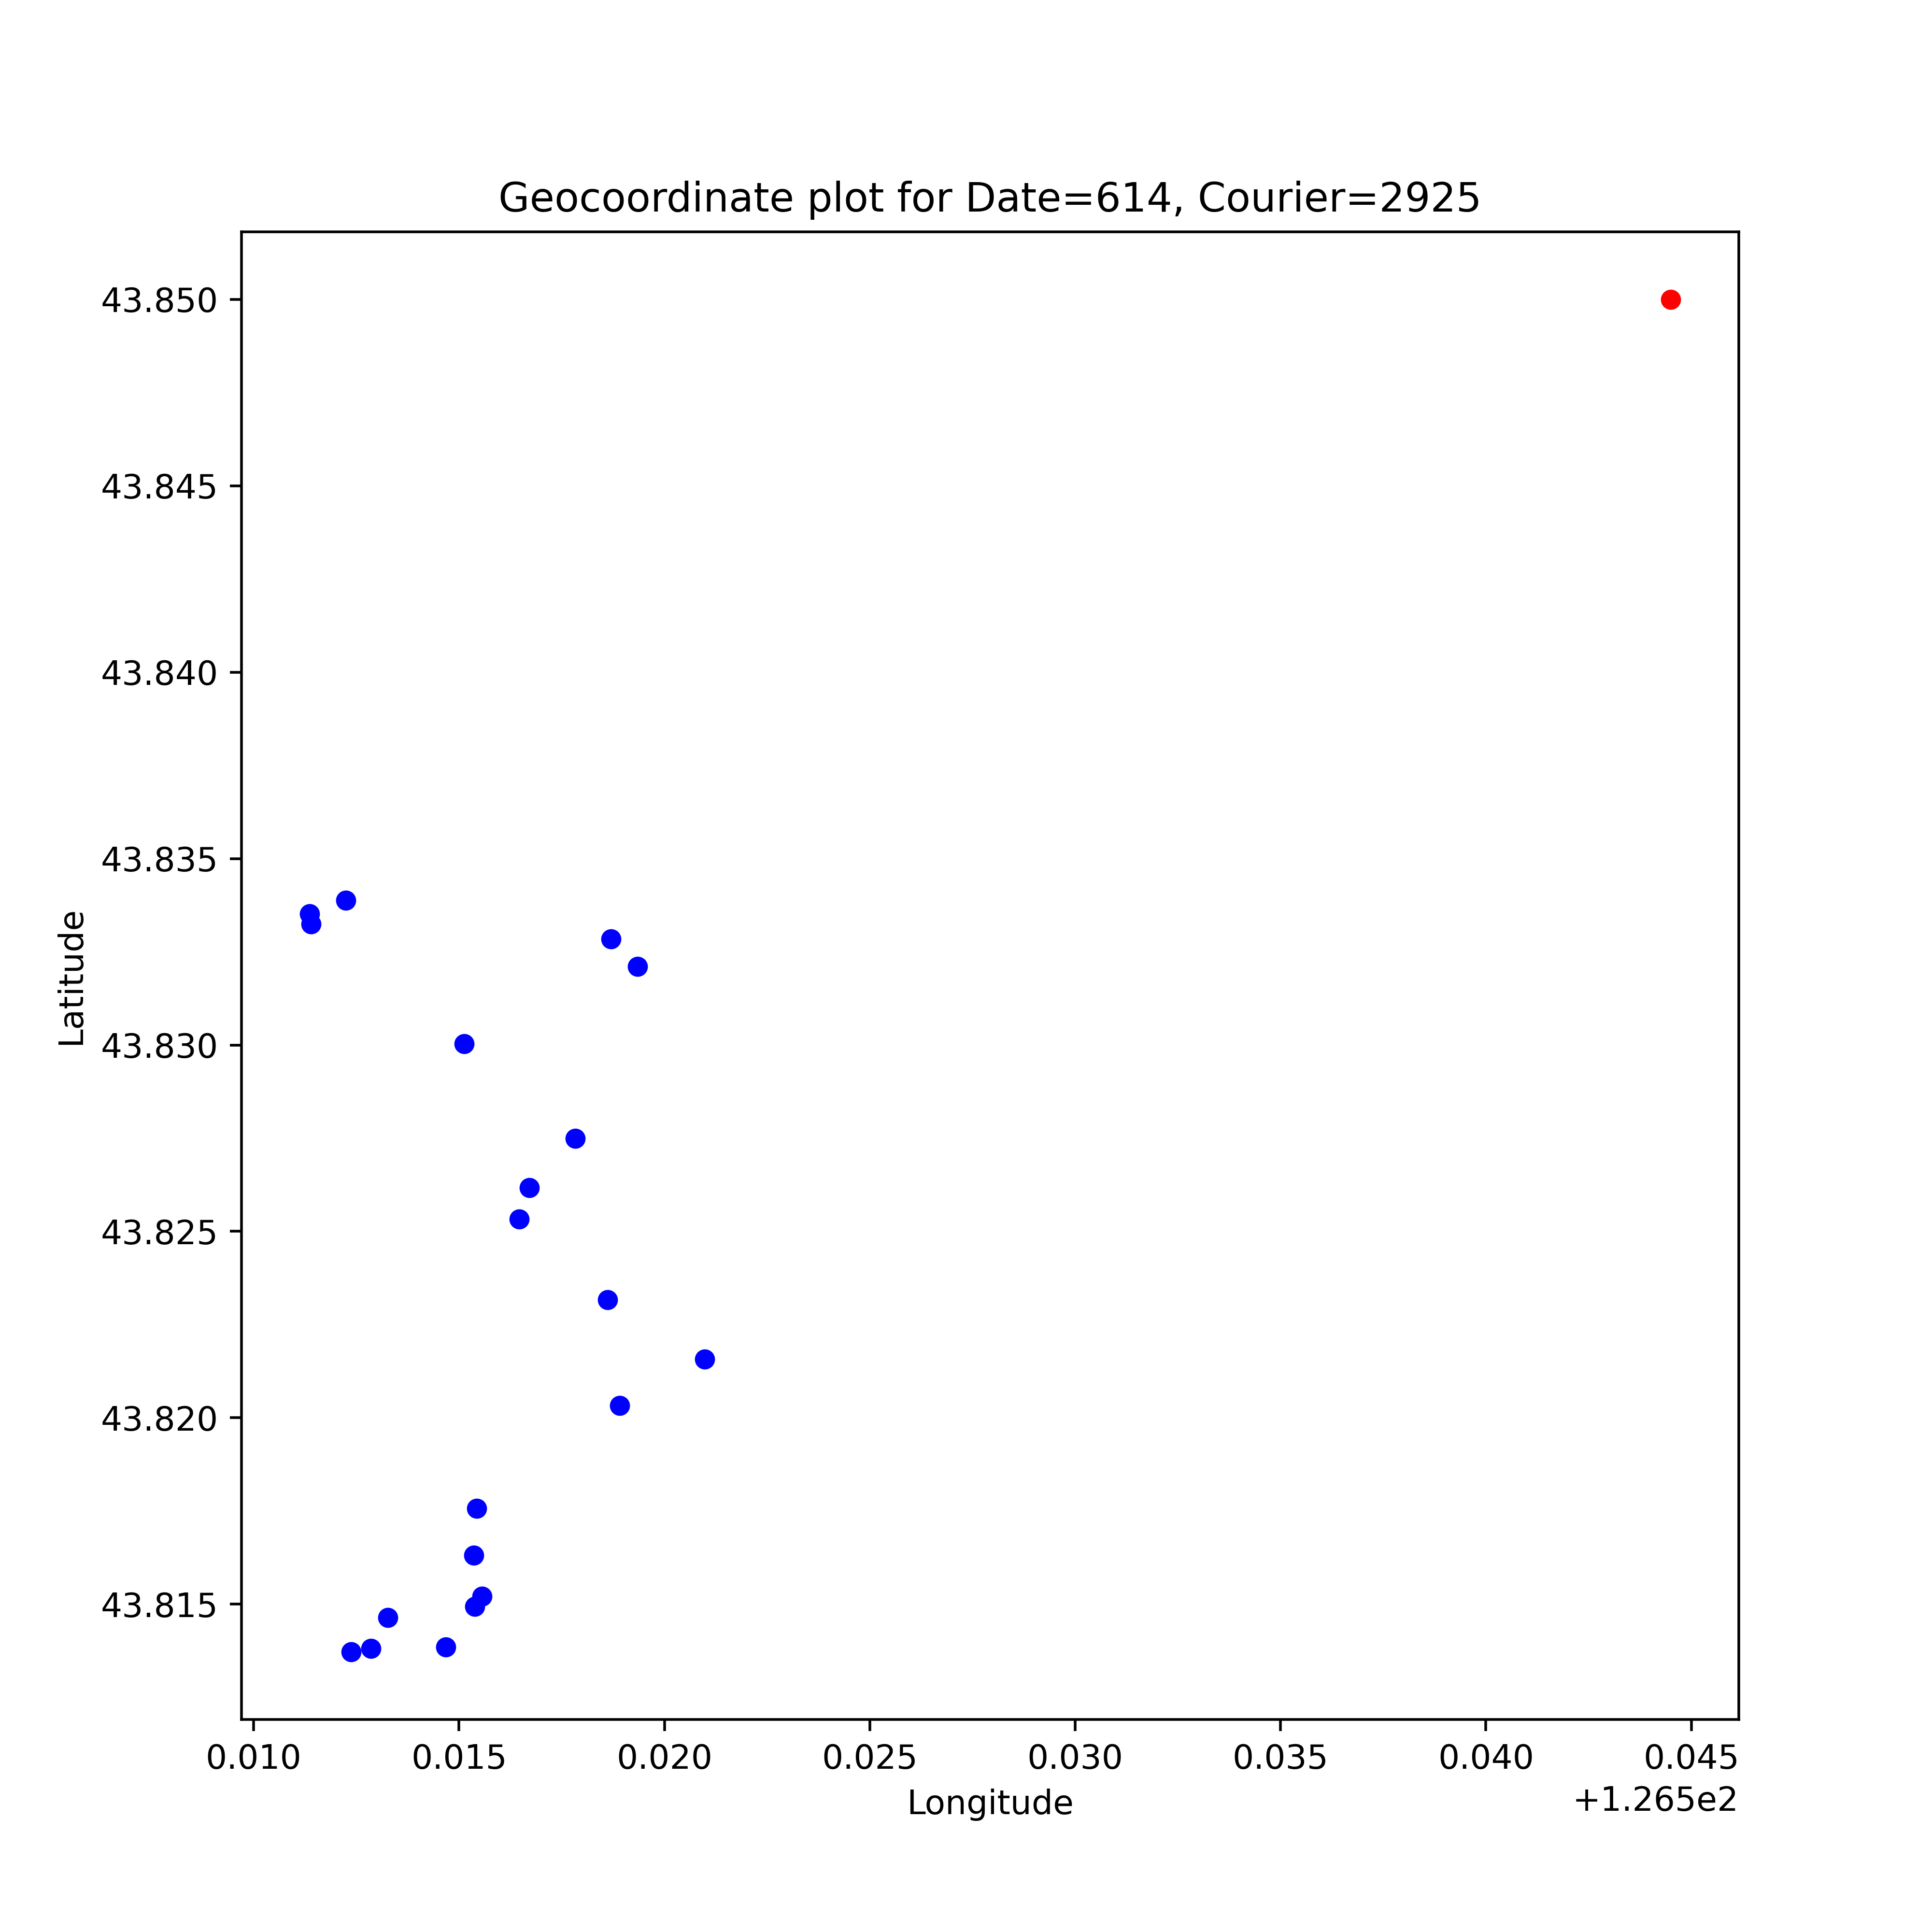 Geocoordinate plot for Date=614, Courier=2925
43.850
43.845
43.840
43.835
43.830
43.825
43.820
43.815
Latitude
0.010 0.015 0.020 0.025 0.030 0.035 0.040 0.045
+1.265e2
Longitude